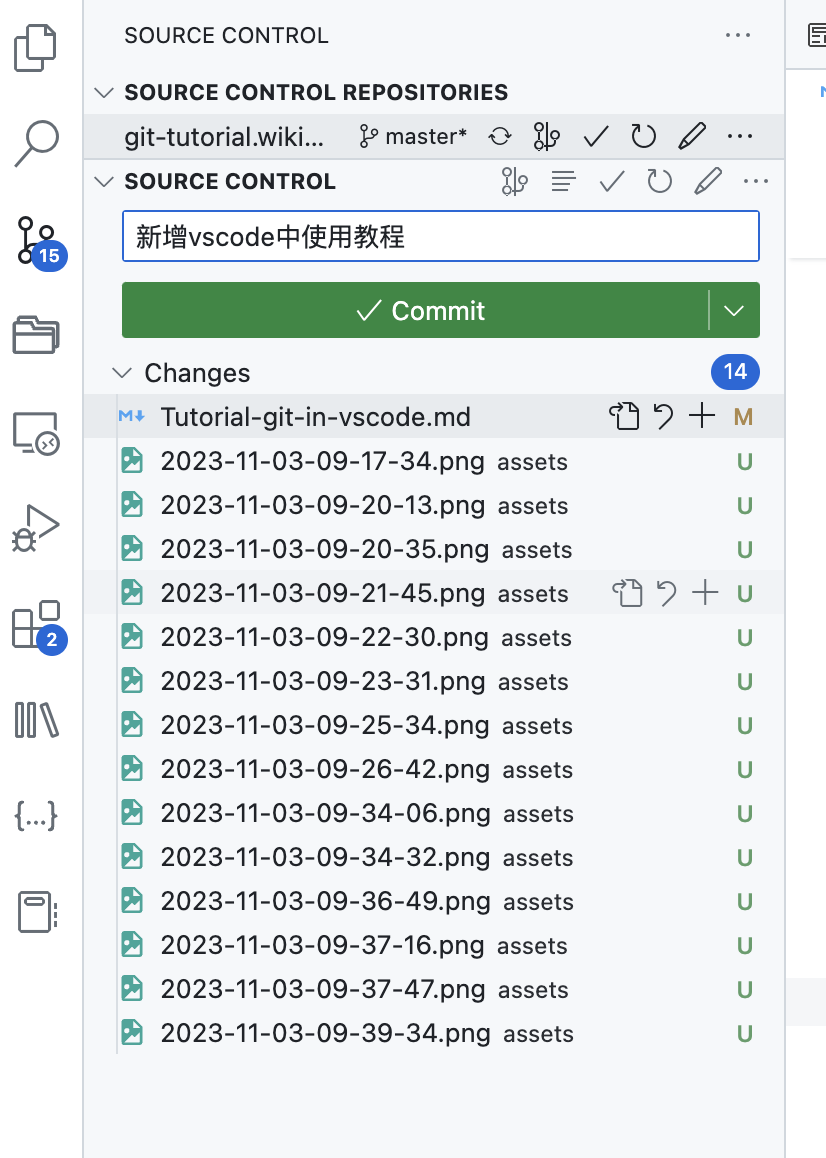 SOURCE CONTROL
SOURCE CONTROL REPOSITORIES
git-tutorial.wiki... master*
SOURCE CONTROL
新增vscode中使用教程
15
Commit
Changes 14
Tutorial-git-in-vscode.md M
2023-11-03-09-17-34.png assets U
2023-11-03-09-20-13.png assets U
2023-11-03-09-20-35.png assets U
2023-11-03-09-21-45.png assets U
2023-11-03-09-22-30.png assets U
2
2023-11-03-09-23-31.png assets U
2023-11-03-09-25-34.png assets U
2023-11-03-09-26-42.png assets U
2023-11-03-09-34-06.png assets U
2023-11-03-09-34-32.png assets U
2023-11-03-09-36-49.png assets U
2023-11-03-09-37-16.png assets U
2023-11-03-09-37-47.png assets U
2023-11-03-09-39-34.png assets U